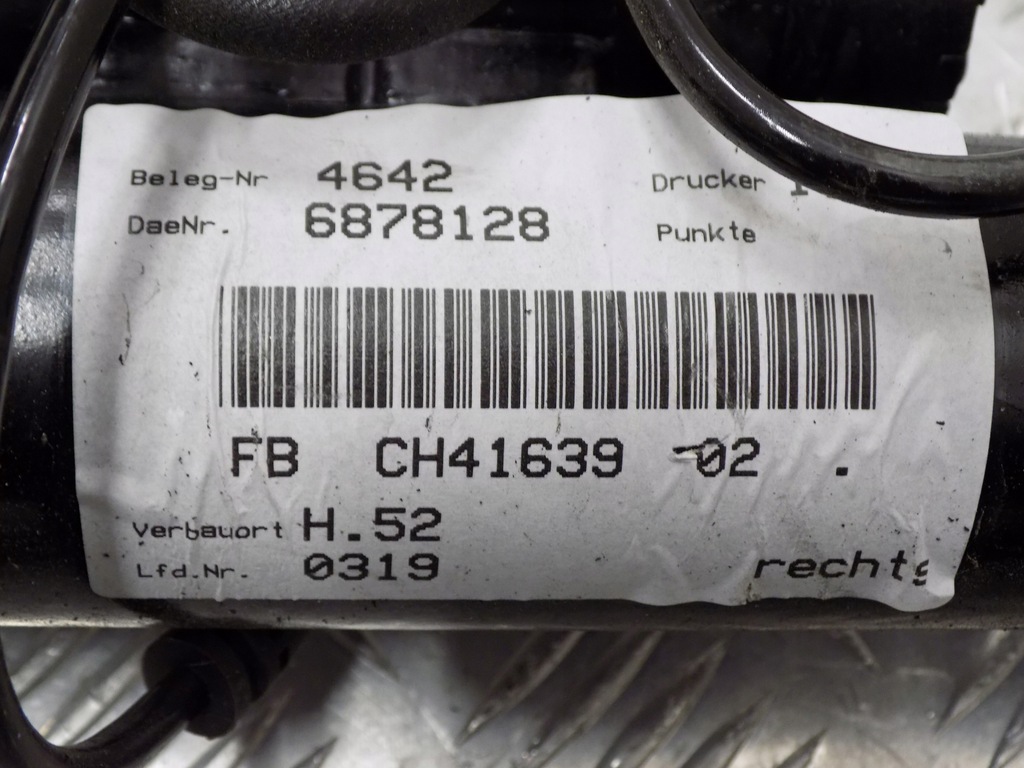 Beleg-Nr 4642 Drucker
DaeNr. 6878128 Punkte
FB CH41639 02 .
Verbauort H.52
Lfd.Nr. 0319 rechts